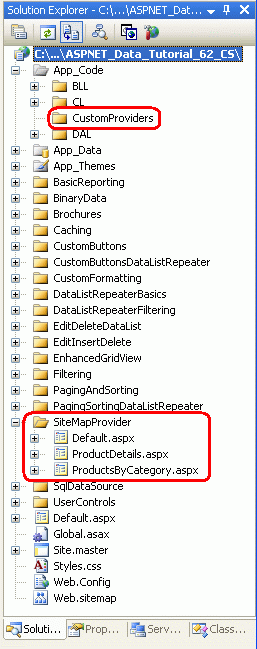 Solution Explorer - C:\...\ASPNET_Dat...
C:\...\ASPNET_Data_Tutorial_62_CS\
App_Code
BLL
CL
CustomProviders
DAL
App_Data
App_Themes
BasicReporting
BinaryData
Brochures
Caching
CustomButtons
CustomButtonsDataListRepeater
CustomFormatting
DataListRepeaterBasics
DataListRepeaterFiltering
EditDeleteDataList
EditInsertDelete
EnhancedGridView
Filtering
PagingAndSorting
PagingSortingDataListRepeater
SiteMapProvider
Default.aspx
ProductDetails.aspx
ProductsByCategory.aspx
SqlDataSource
UserControls
Default.aspx
Global.asax
Site.master
Styles.css
Web.Config
Web.sitemap
Soluti... Prop... Serv... Class...